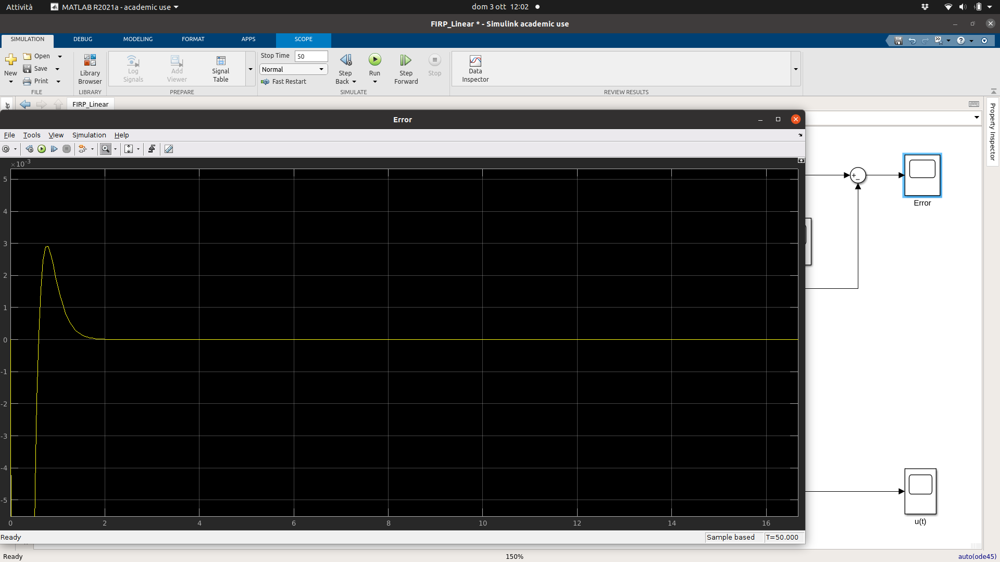 Attività
MATLAB R2021a - academic use
dom 3 ott 12:02
FIRP_Linear * - Simulink academic use
SIMULATION DEBUG MODELING FORMAT APPS SCOPE
New
Open
Save
Print
FILE
Library
Browser
LIBRARY
Log
Signals
Add
Viewer
Signal
Table
PREPARE
Stop Time 50
Normal
Fast Restart
Step
Back
Run
Step
Forward
Stop
SIMULATE
Data
Inspector
REVIEW RESULTS
FIRP_Linear
Property Inspector
Error
File Tools View Simulation Help
×10-3
5
4
3
2
1
0
-1
-2
-3
-4
-5
0 2 4 6 8 10 12 14 16
Ready
Sample based
T=50.000
Error
u(t)
Ready
150%
auto(ode45)